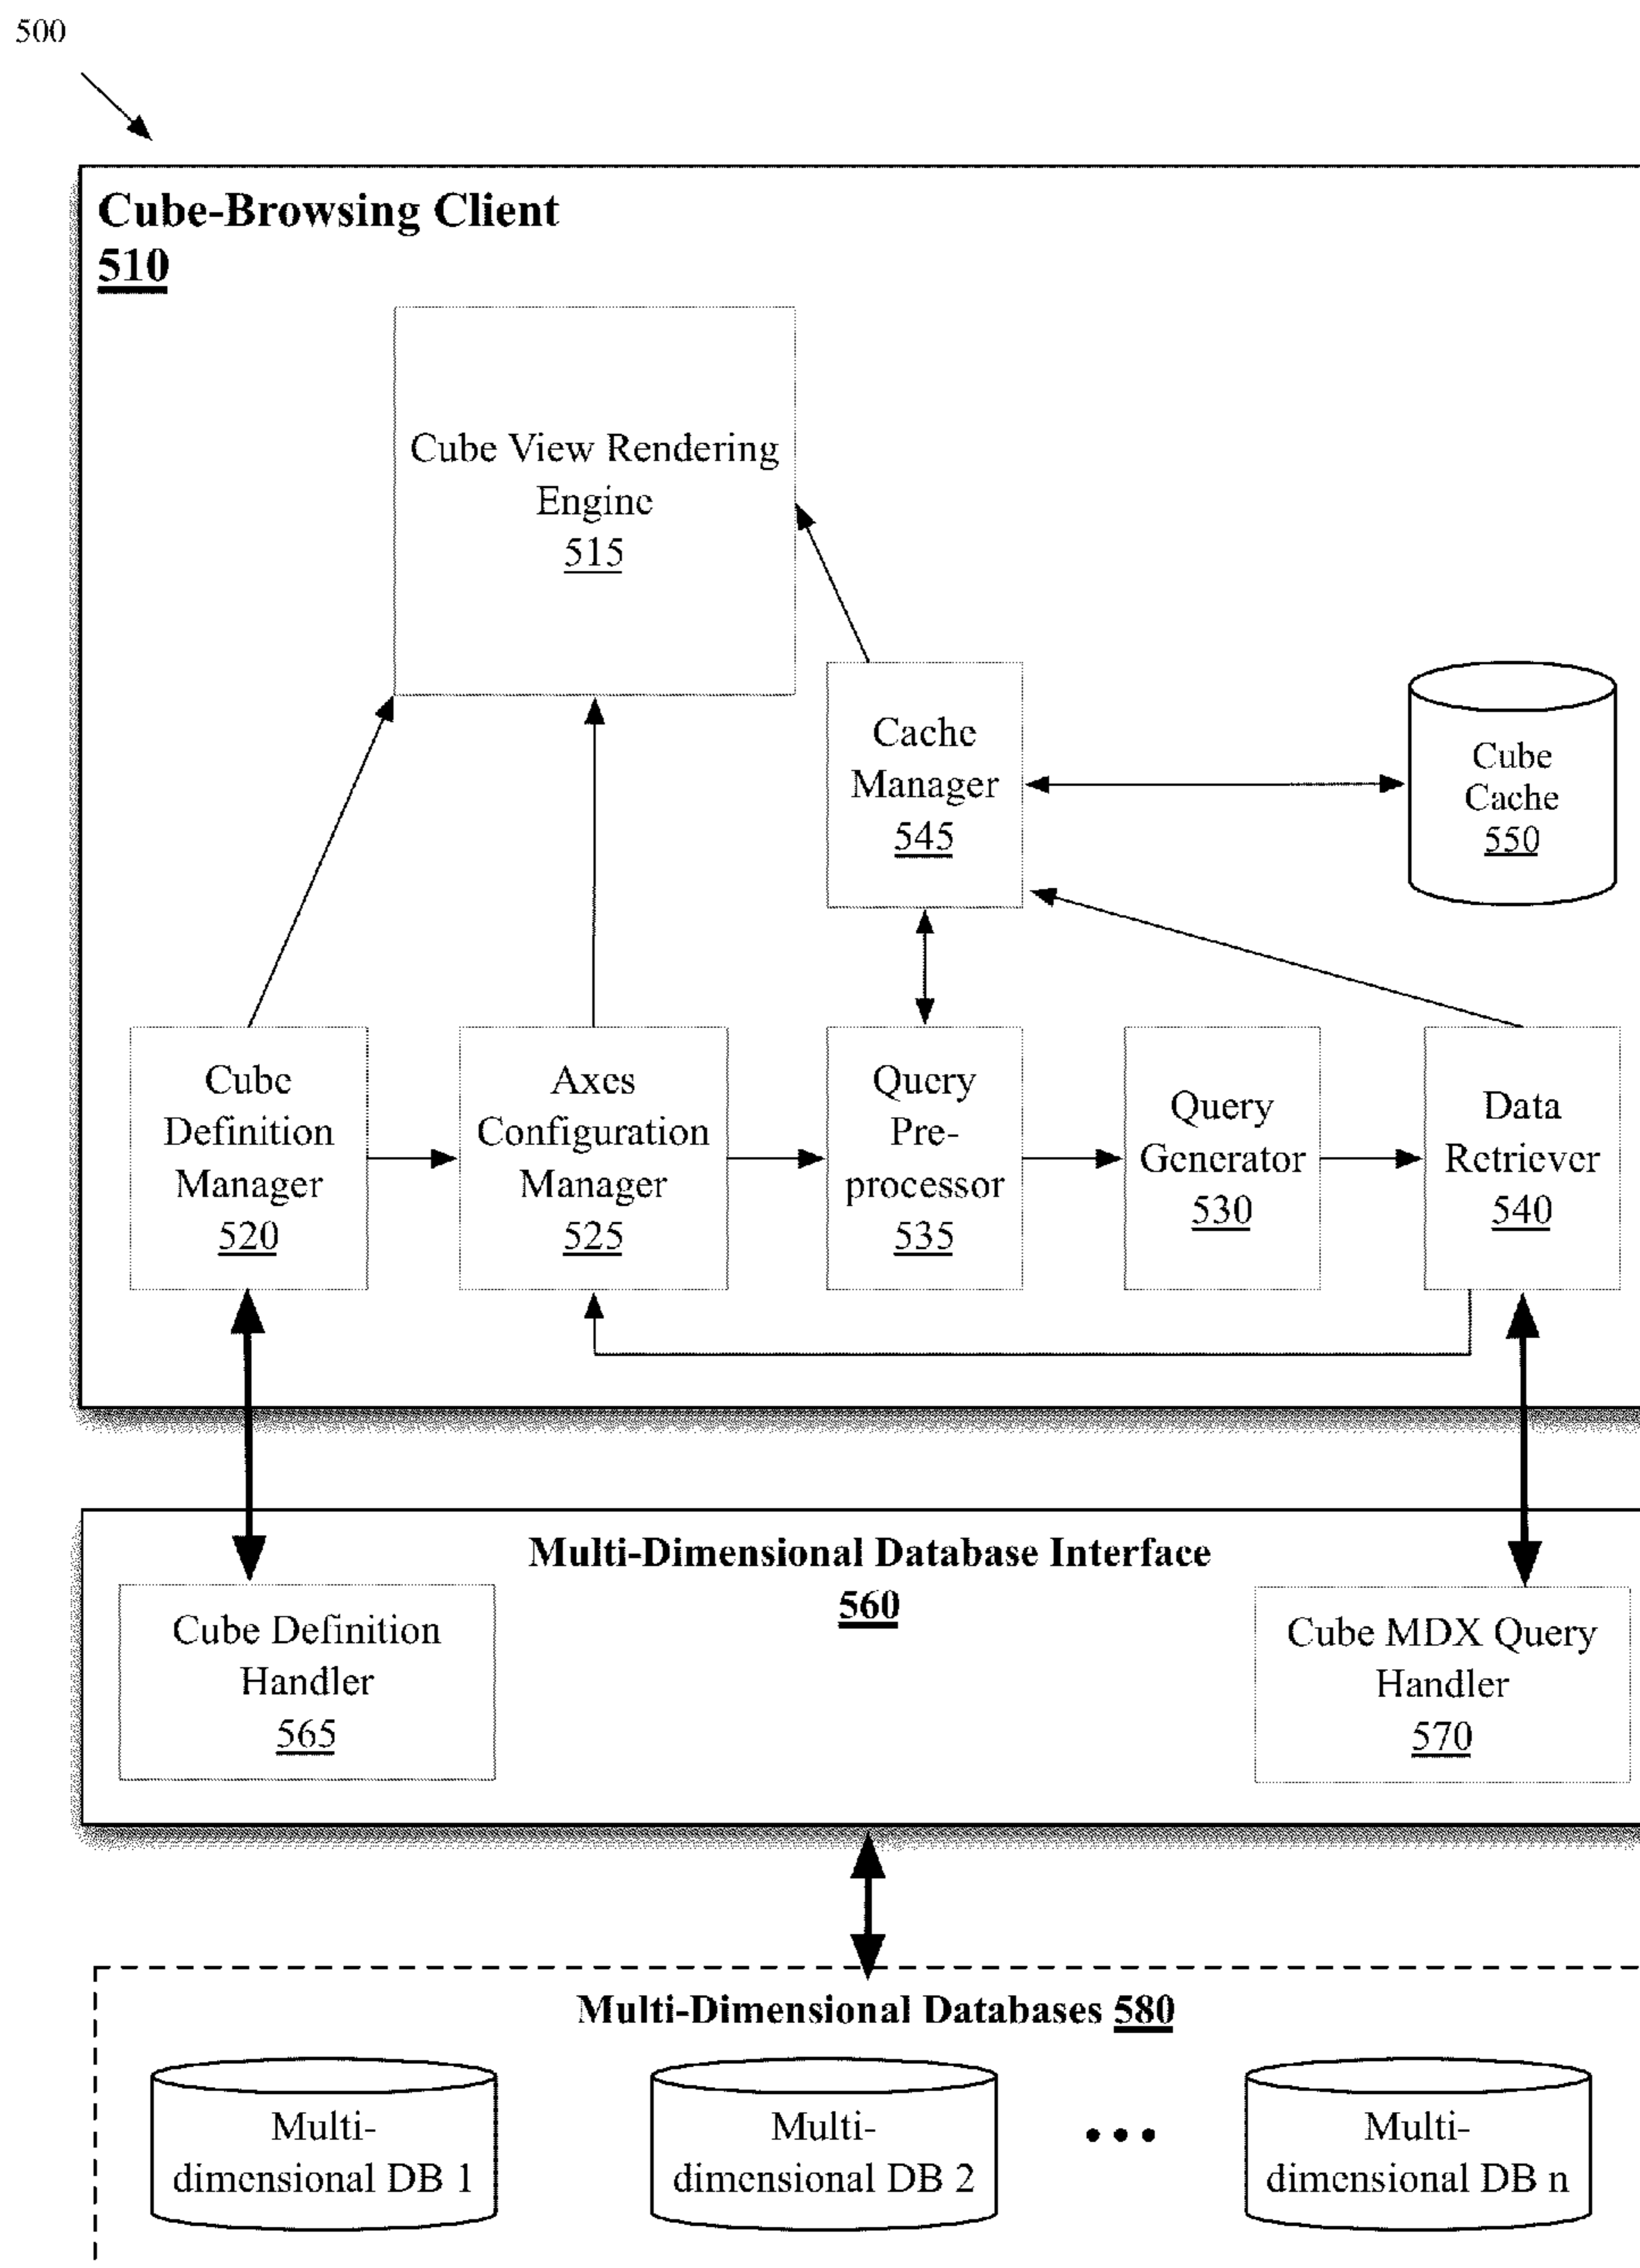 500
Cube-Browsing Client
510
Cube View Rendering
Engine
515
Cache
Manager
545
Cube
Cache
550
Cube
Definition
Manager
520
Axes
Configuration
Manager
525
Query
Pre-
processor
535
Query
Generator
530
Data
Retriever
540
Multi-Dimensional Database Interface
560
Cube Definition
Handler
565
Cube MDX Query
Handler
570
Multi-Dimensional Databases 580
Multi-
dimensional DB 1
Multi-
dimensional DB 2
•••
Multi-
dimensional DB n